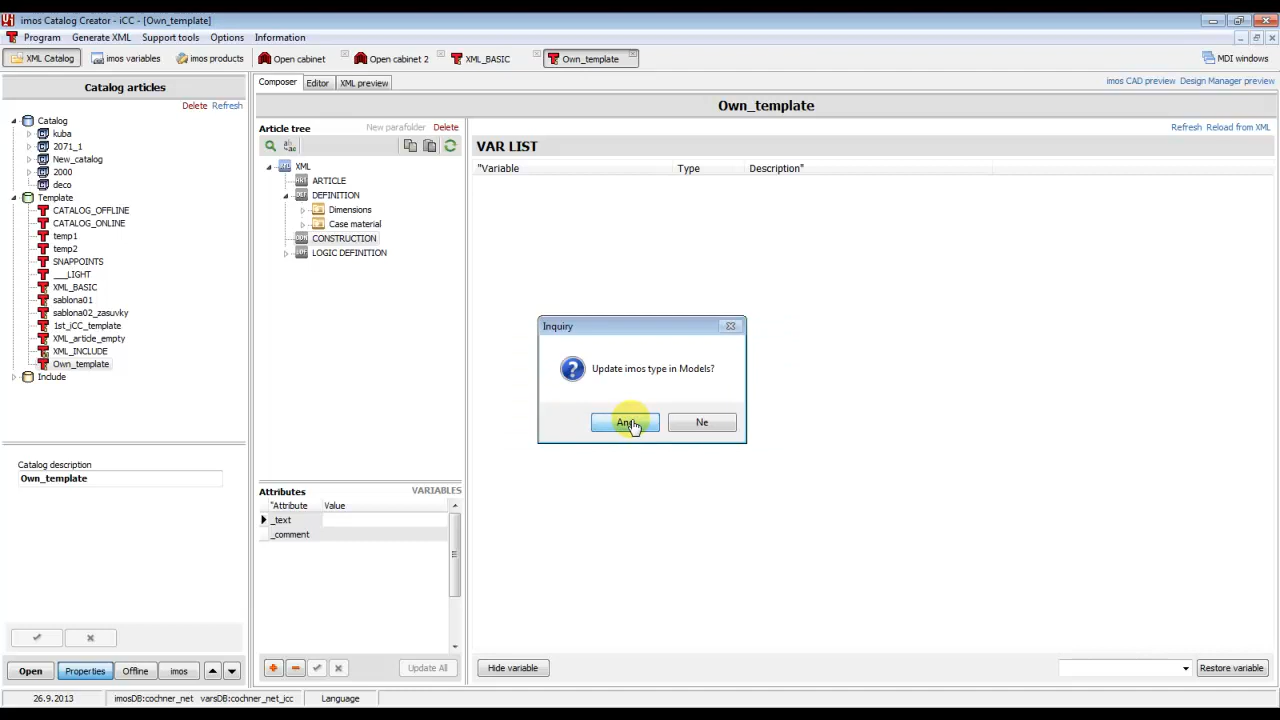 imos Catalog Creator - iCC - [Own_template]
Program Generate XML Support tools Options Information
XML Catalog imos variables imos products Open cabinet Open cabinet 2 XML_BASIC Own_template MDI windows
Catalog articles
Delete Refresh
Catalog
kuba
2071_1
New_catalog
2000
deco
Template
CATALOG_OFFLINE
CATALOG_ONLINE
temp1
temp2
SNAPPOINTS
___LIGHT
XML_BASIC
sablona01
sablona02_zasuvky
1st_iCC_template
XML_article_empty
XML_INCLUDE
Own_template
Include
Catalog description
Own_template
Open Properties Offline imos
Composer Editor XML preview
imos CAD preview Design Manager preview
Own_template
Article tree New parafolder Delete
XML
ARTICLE
DEFINITION
Dimensions
Case material
CONSTRUCTION
LOGIC DEFINITION
Refresh Reload from XML
VAR LIST
"Variable Type Description"
Inquiry
Update imos type in Models?
Ne
Attributes VARIABLES
"Attribute Value
_text
_comment
Update All
Hide variable Restore variable
26.9.2013 imosDB:cochner_net varsDB:cochner_net_icc Language